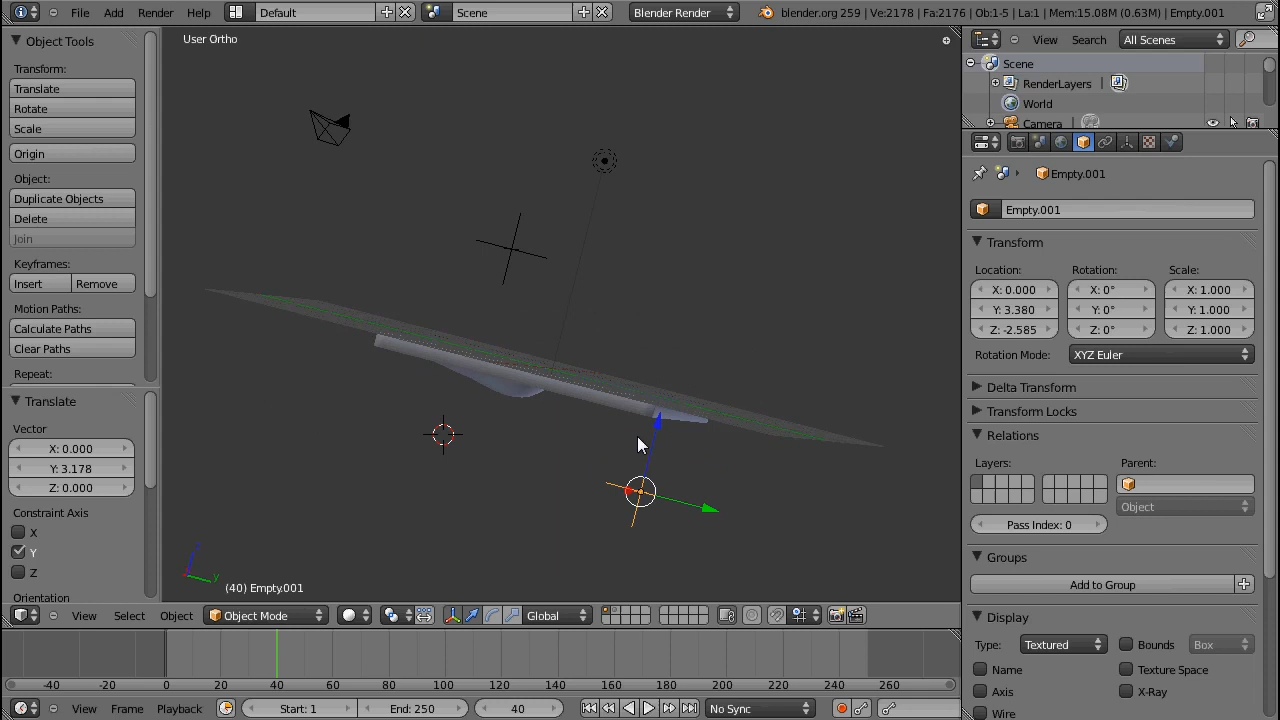 File Add Render Help Default Scene Blender Render blender.org 259 | Ve:2178 | Fa:2176 | Ob:1-5 | La:1 | Mem:15.08M (0.63M) | Empty.001
Object Tools
Transform:
Translate
Rotate
Scale
Origin
Object:
Duplicate Objects
Delete
Join
Keyframes:
Insert Remove
Motion Paths:
Calculate Paths
Clear Paths
Repeat:
Translate
Vector
X: 0.000
Y: 3.178
Z: 0.000
Constraint Axis
X
Y
Z
Orientation
User Ortho
z
y
(40) Empty.001
View Select Object Object Mode Global
-40 -20 0 20 40 60 80 100 120 140 160 180 200 220 240 260
View Frame Playback Start: 1 End: 250 40 No Sync
View Search All Scenes
Scene
RenderLayers |
World
Camera |
Empty.001
Empty.001
Transform
Location: Rotation: Scale:
X: 0.000 X: 0° X: 1.000
Y: 3.380 Y: 0° Y: 1.000
Z: -2.585 Z: 0° Z: 1.000
Rotation Mode: XYZ Euler
Delta Transform
Transform Locks
Relations
Layers: Parent:
Object
Pass Index: 0
Groups
Add to Group
Display
Type: Textured Bounds Box
Name Texture Space
Axis X-Ray
Wire